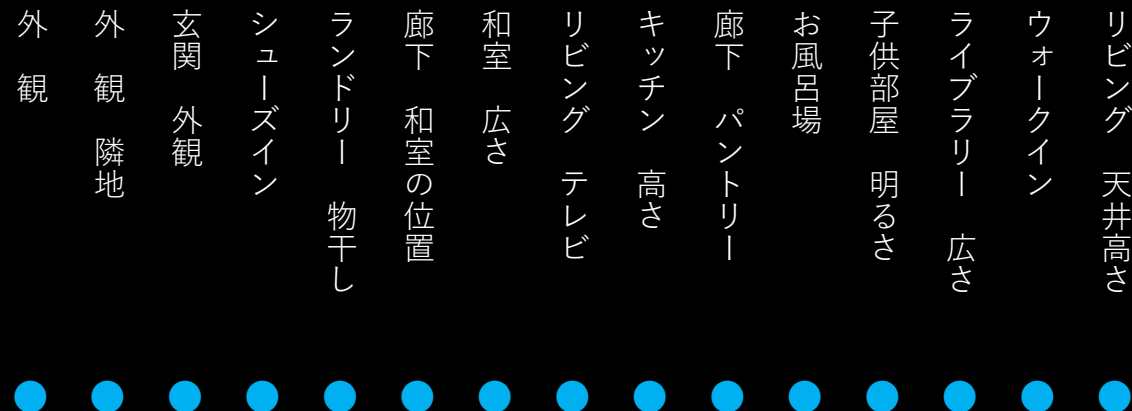 外　観
外　観　隣地
玄関　外観
シューズイン
ランドリー　物干し
廊下　和室の位置
和室　広さ
リビング　テレビ
キッチン　高さ
廊下　パントリー
お風呂場
子供部屋　明るさ
ライブラリー　広さ
ウォークイン
リビング　天井高さ